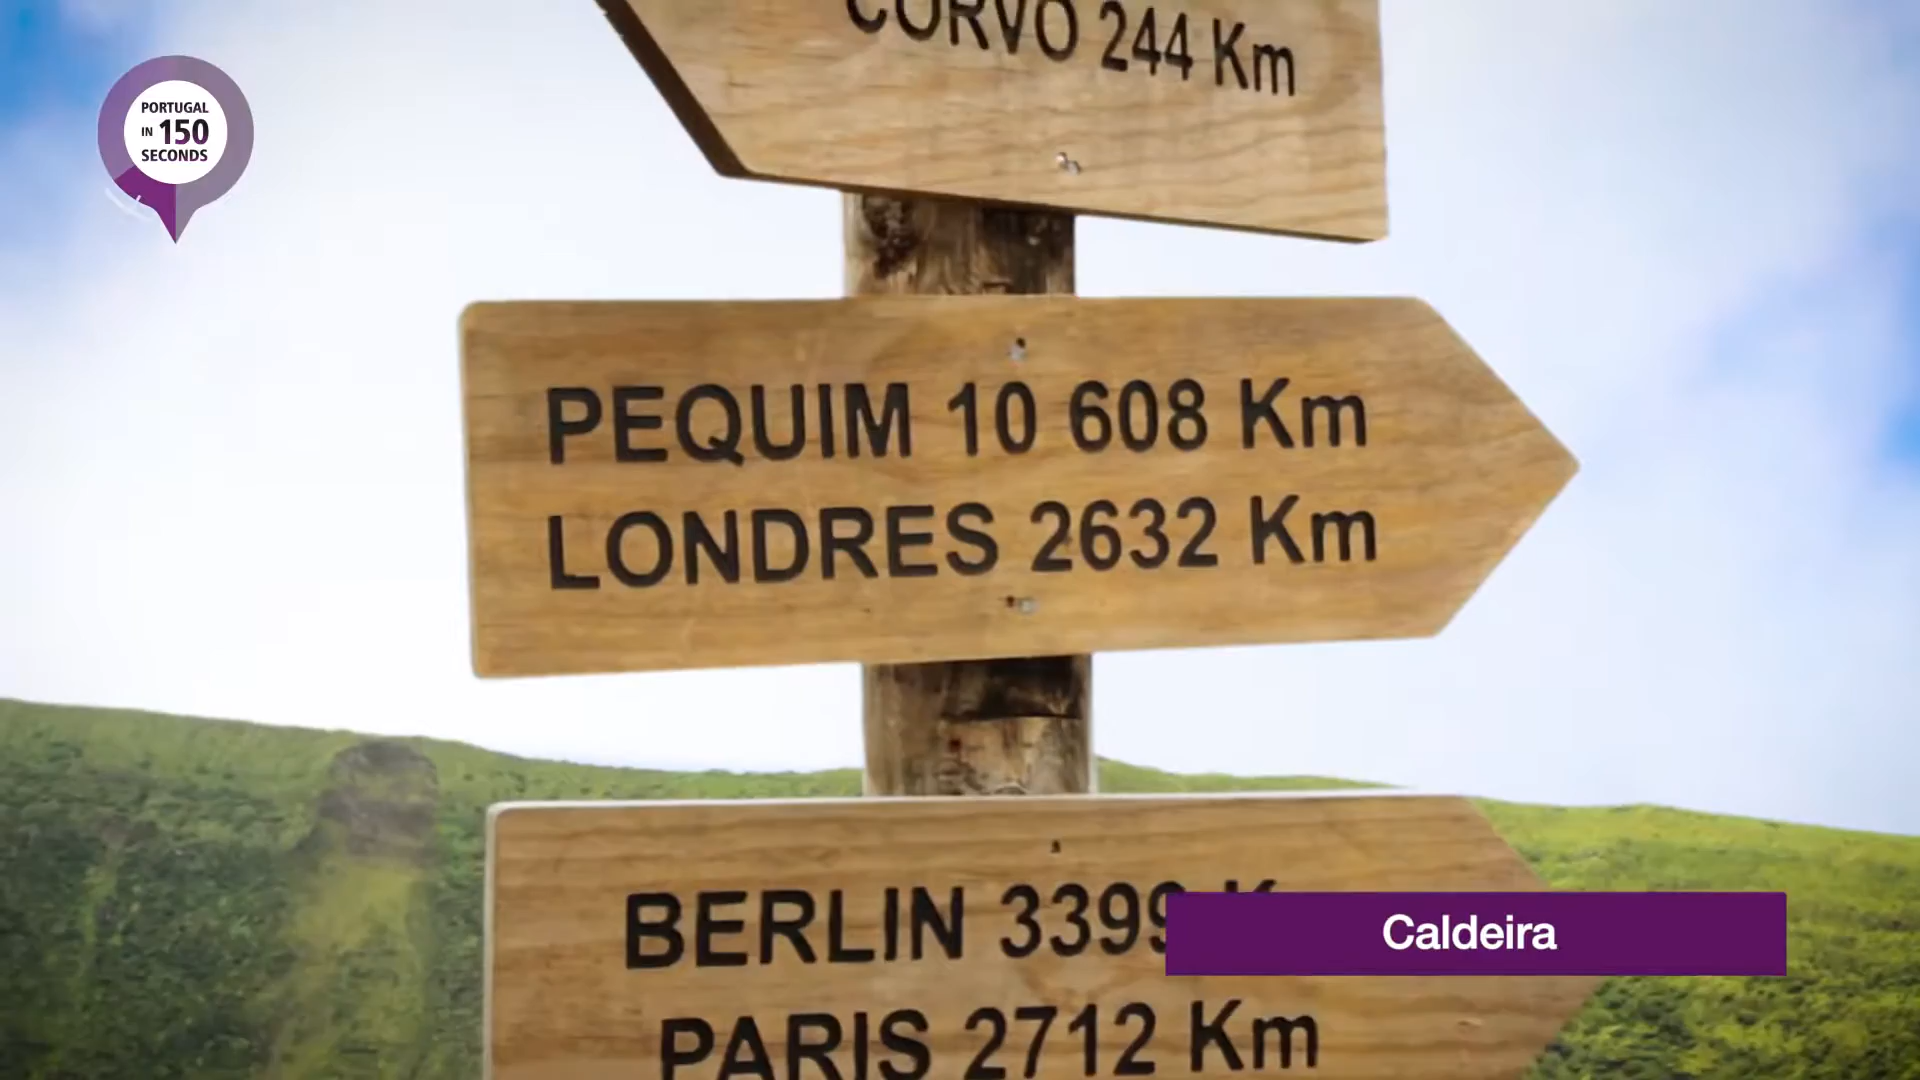 PORTUGAL
IN 150
SECONDS
CORVO 244 Km
PEQUIM 10 608 Km
LONDRES 2632 Km
BERLIN 3399
Caldeira
PARIS 2712 Km